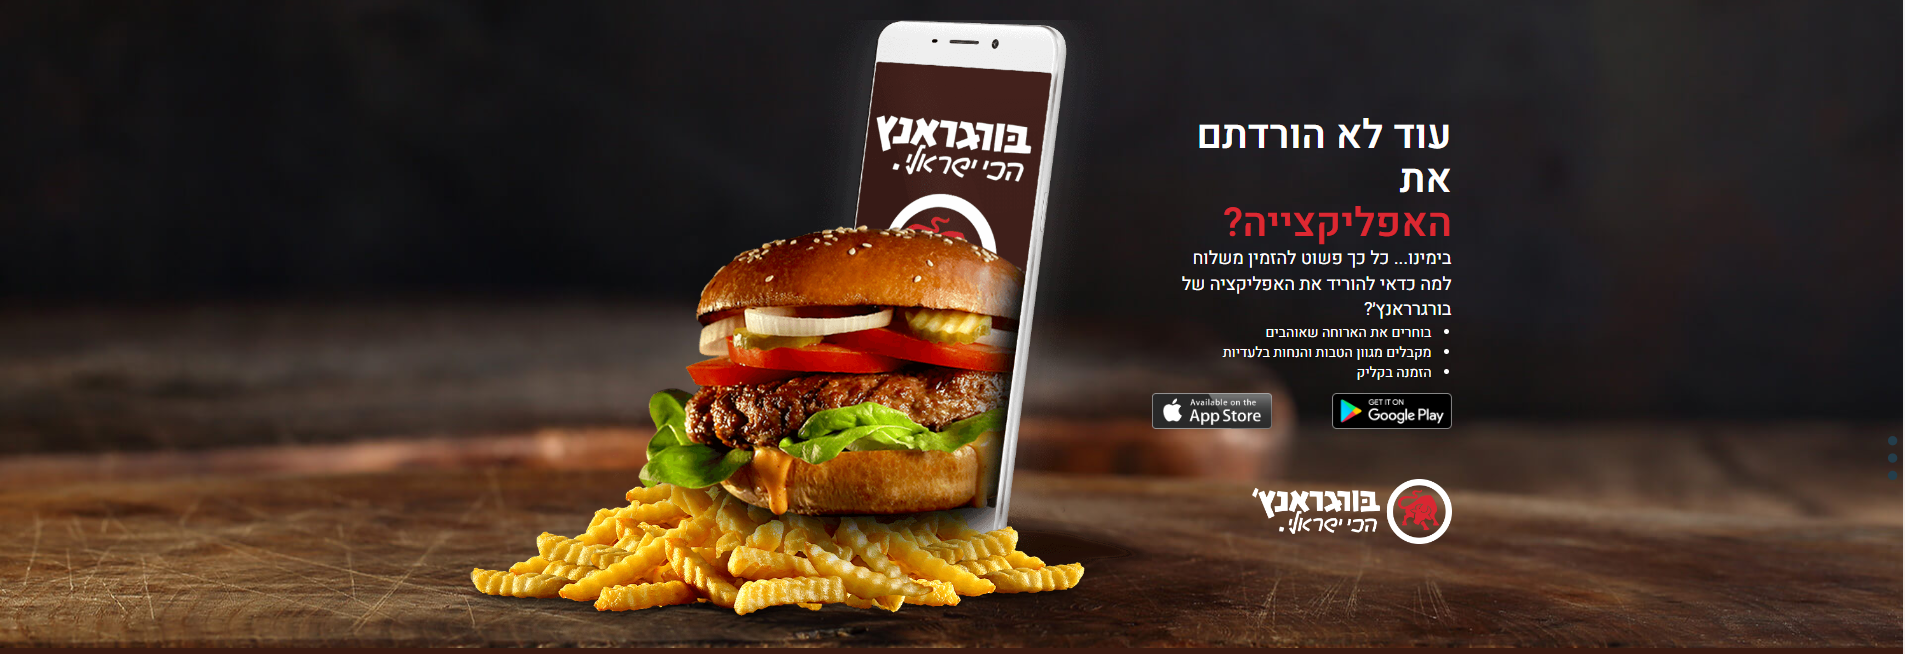 בורגראנץ
הכי ישראלי.
עוד לא הורדתם
את
האפליקצייה?
בימינו... כל כך פשוט להזמין משלוח
למה כדאי להוריד את האפליקציה של
בורגרראנץ'?
• בוחרים את הארוחה שאוהבים
• מקבלים מגוון הטבות והנחות בלעדיות
• הזמנה בקליק
Available on the
App Store
GET IT ON
Google Play
בורגראנץ'
הכי ישראלי.